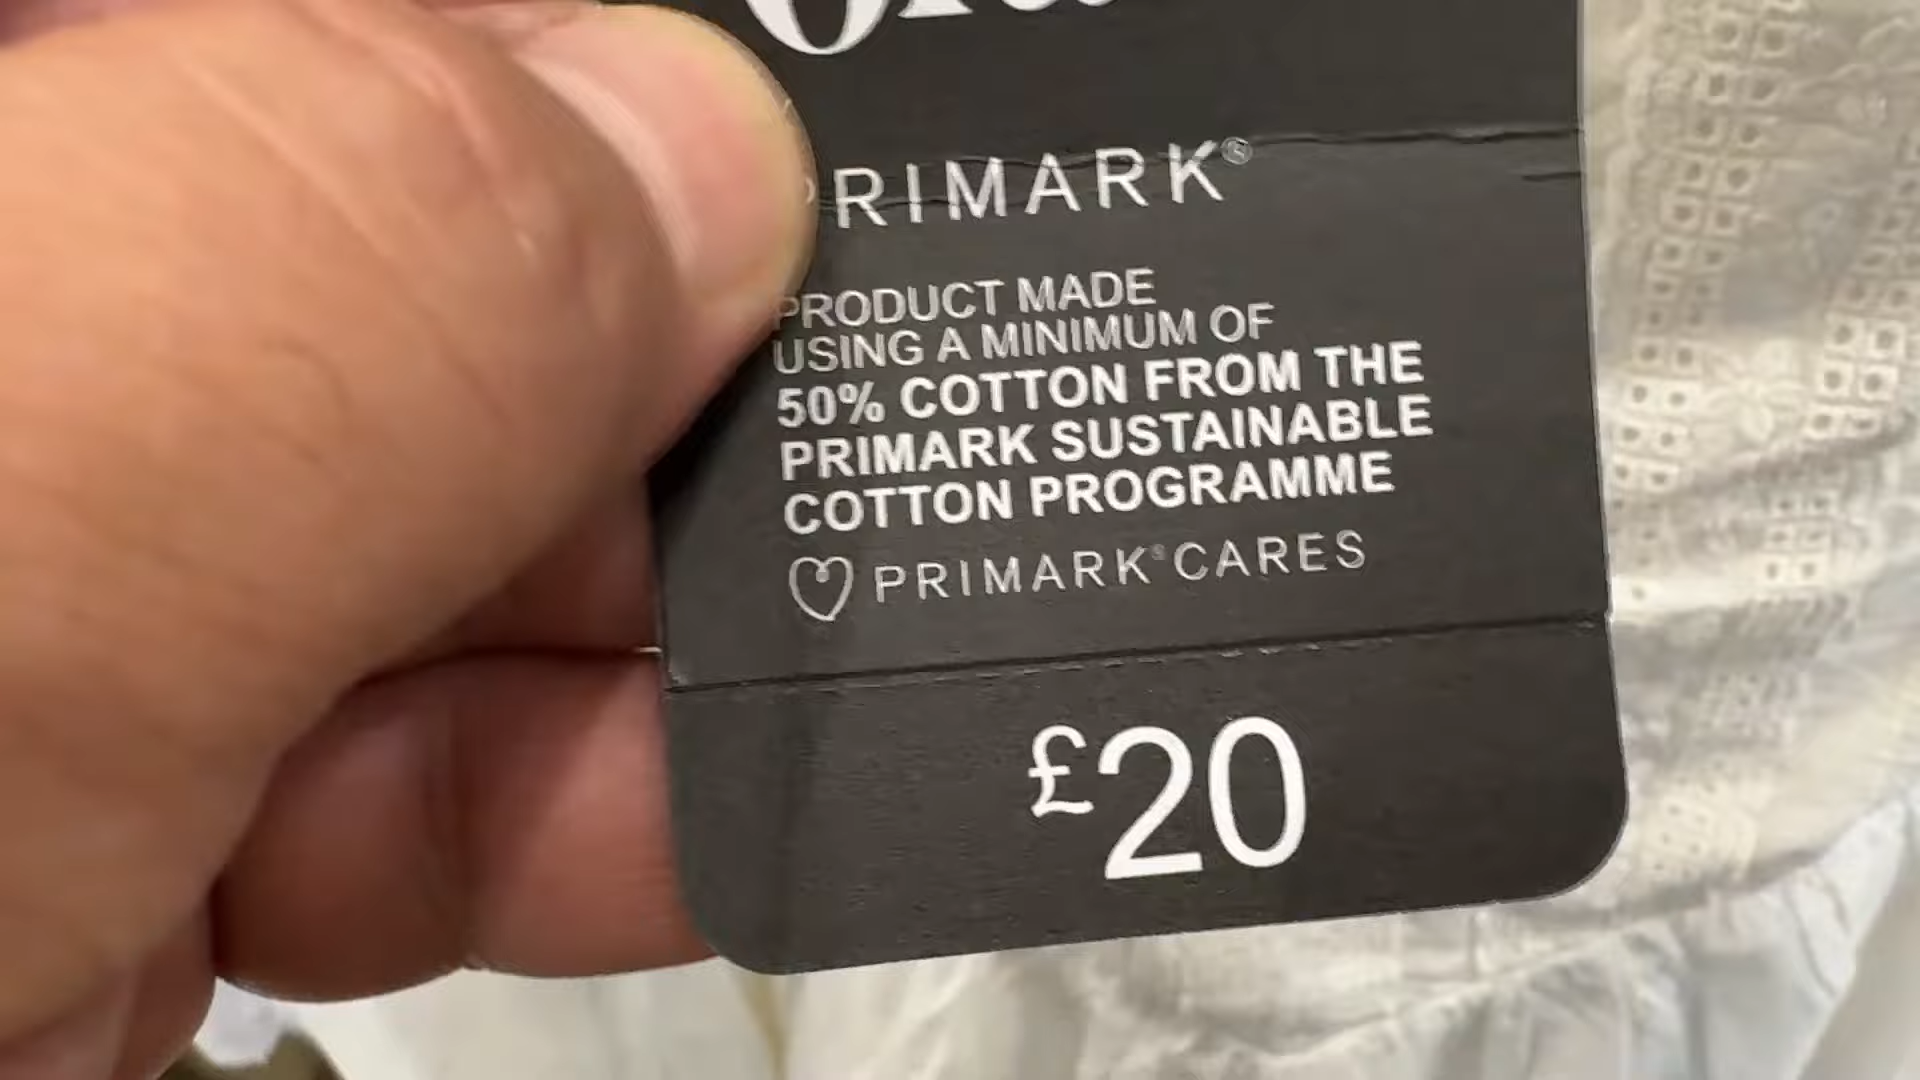 PRIMARK®
PRODUCT MADE
USING A MINIMUM OF
50% COTTON FROM THE
PRIMARK SUSTAINABLE
COTTON PROGRAMME
PRIMARK® CARES
£20